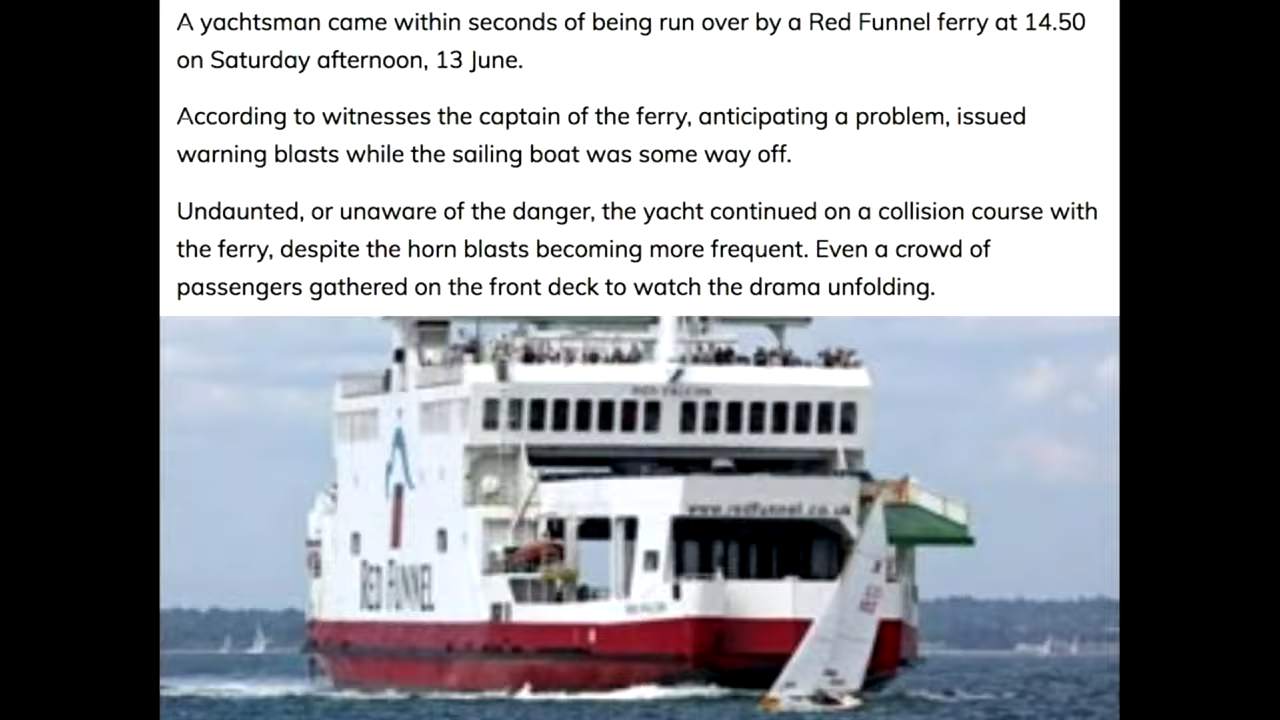 A yachtsman came within seconds of being run over by a Red Funnel ferry at 14.50
on Saturday afternoon, 13 June.
According to witnesses the captain of the ferry, anticipating a problem, issued
warning blasts while the sailing boat was some way off.
Undaunted, or unaware of the danger, the yacht continued on a collision course with
the ferry, despite the horn blasts becoming more frequent. Even a crowd of
passengers gathered on the front deck to watch the drama unfolding.
RED FALCON
www.redfunnel.co.uk
RED FUNNEL